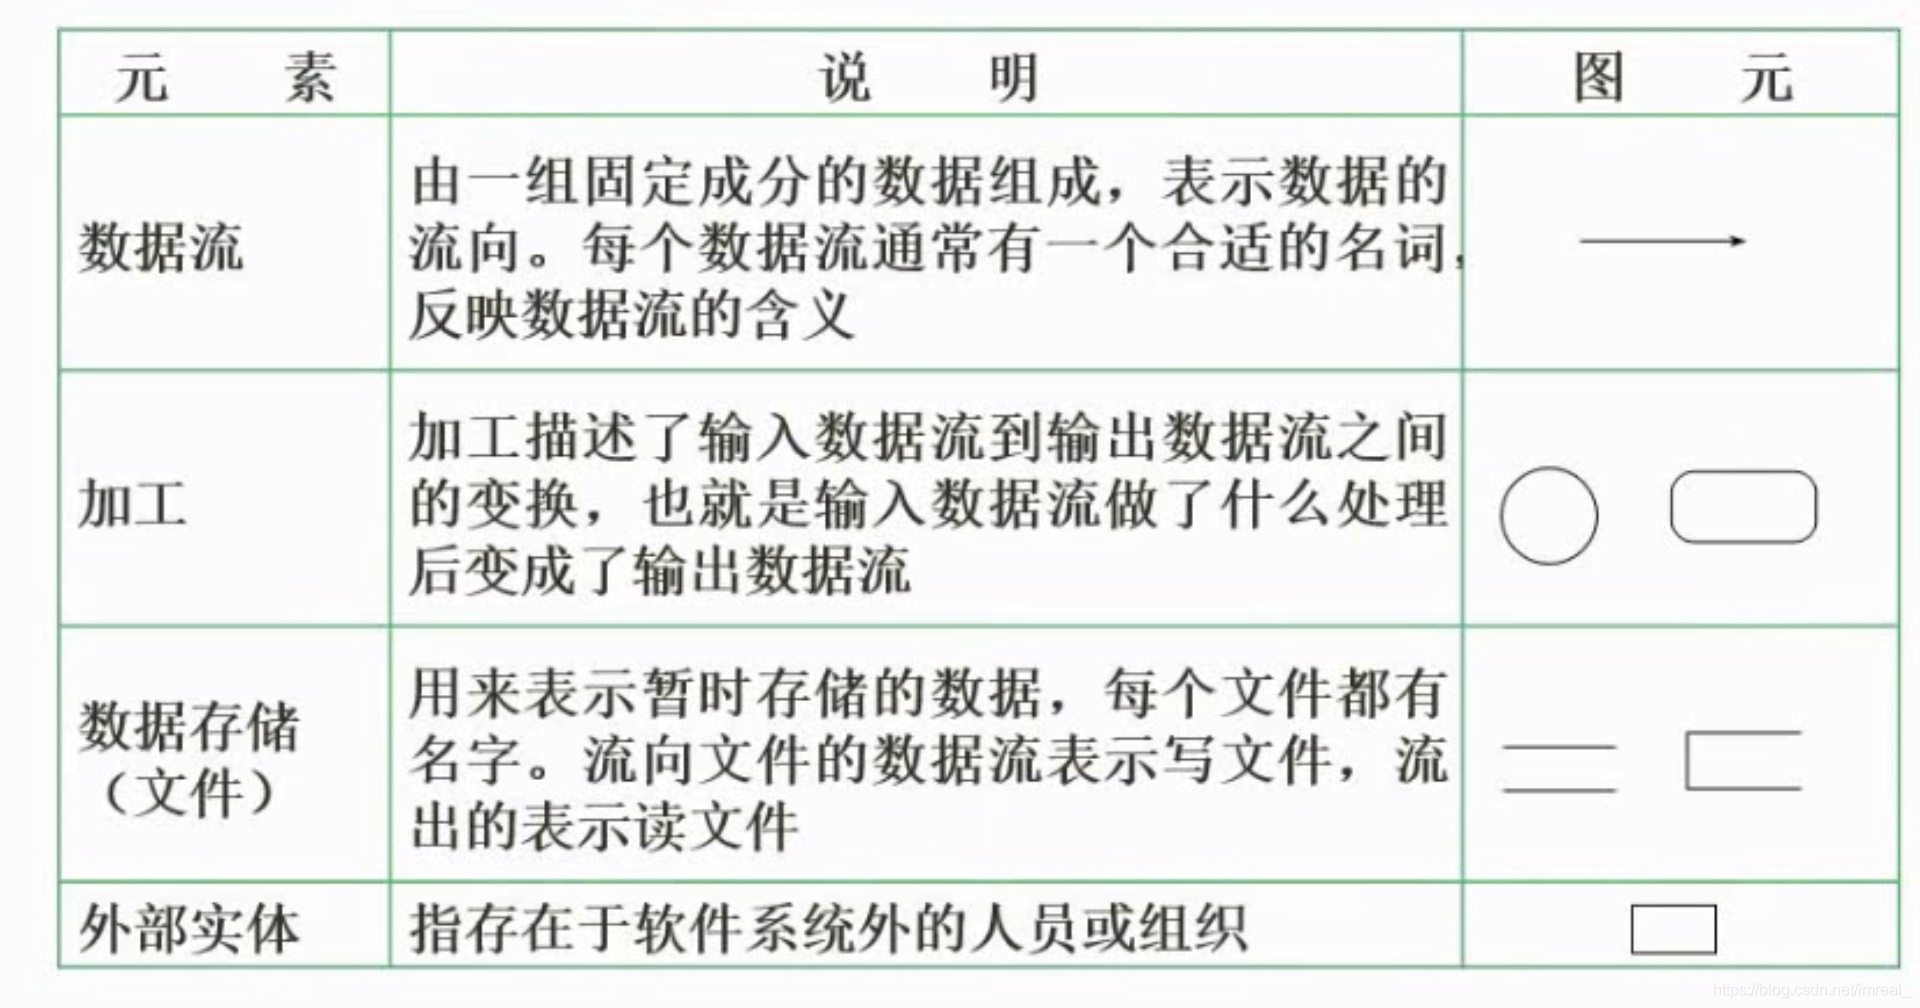 元 素
说 明
图 元
数据流
由一组固定成分的数据组成，表示数据的
流向。每个数据流通常有一个合适的名词，
反映数据流的含义
加工
加工描述了输入数据流到输出数据流之间
的变换，也就是输入数据流做了什么处理
后变成了输出数据流
数据存储
（文件）
用来表示暂时存储的数据，每个文件都有
名字。流向文件的数据流表示写文件，流
出的表示读文件
外部实体
指存在于软件系统外的人员或组织
https://blog.csdn.net/imreal_